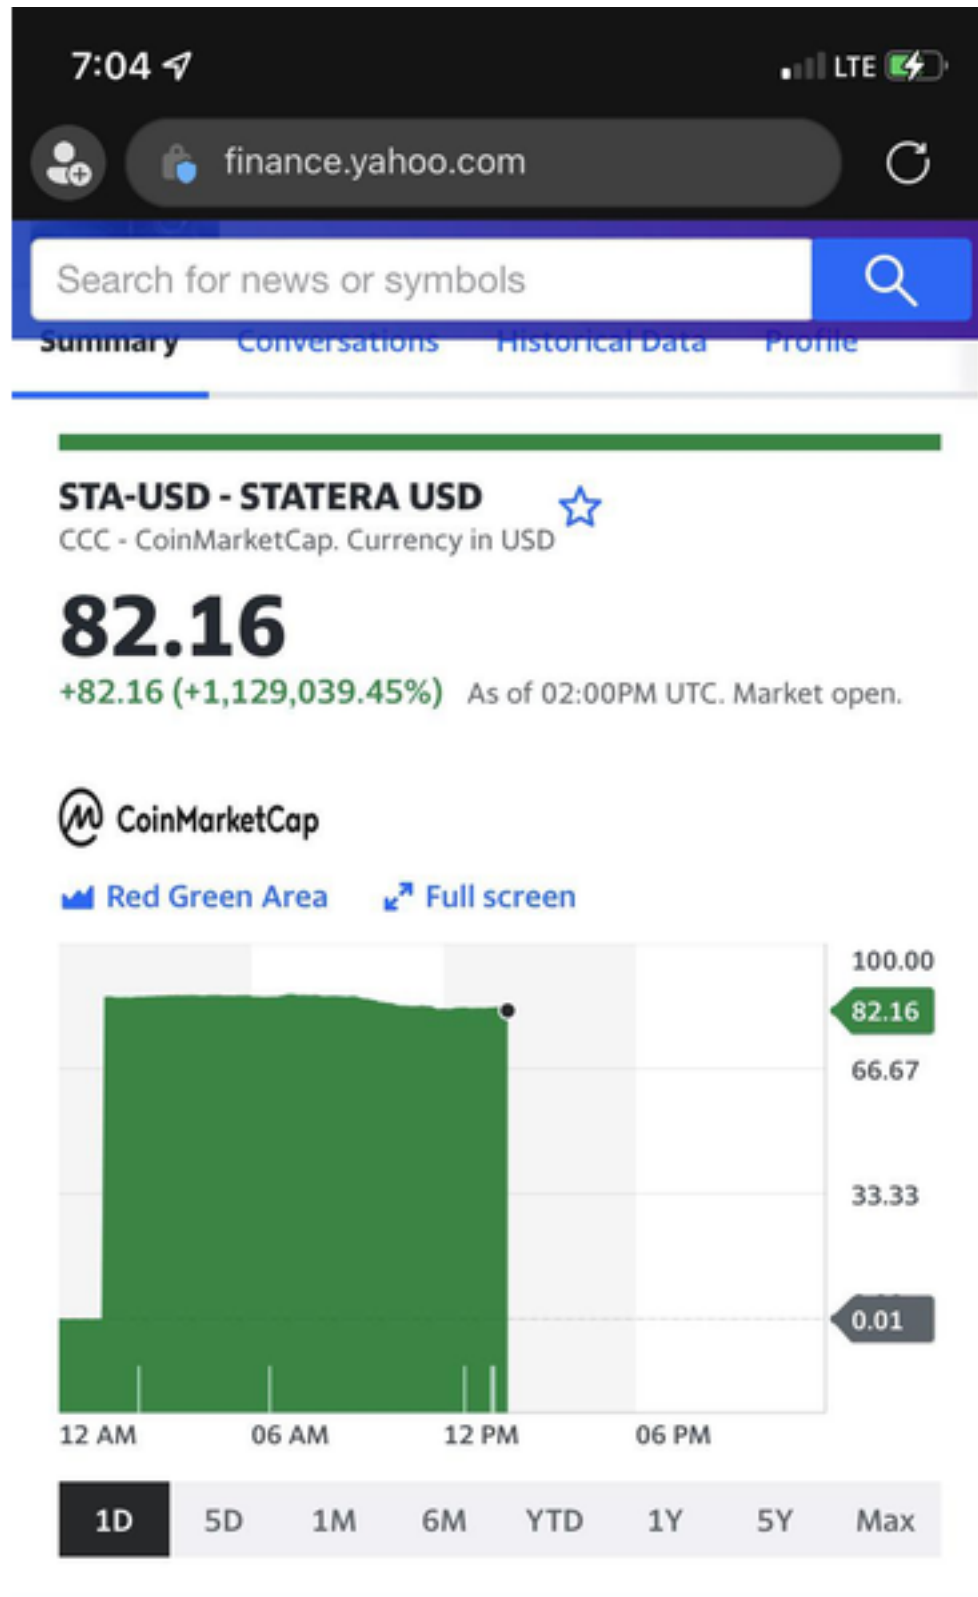 7:04 LTE
finance.yahoo.com
Search for news or symbols
Summary Conversations Historical Data Profile
STA-USD - STATERA USD
CCC - CoinMarketCap. Currency in USD
82.16
+82.16 (+1,129,039.45%) As of 02:00PM UTC. Market open.
CoinMarketCap
Red Green Area Full screen
100.00
82.16
66.67
33.33
0.01
12 AM 06 AM 12 PM 06 PM
1D 5D 1M 6M YTD 1Y 5Y Max